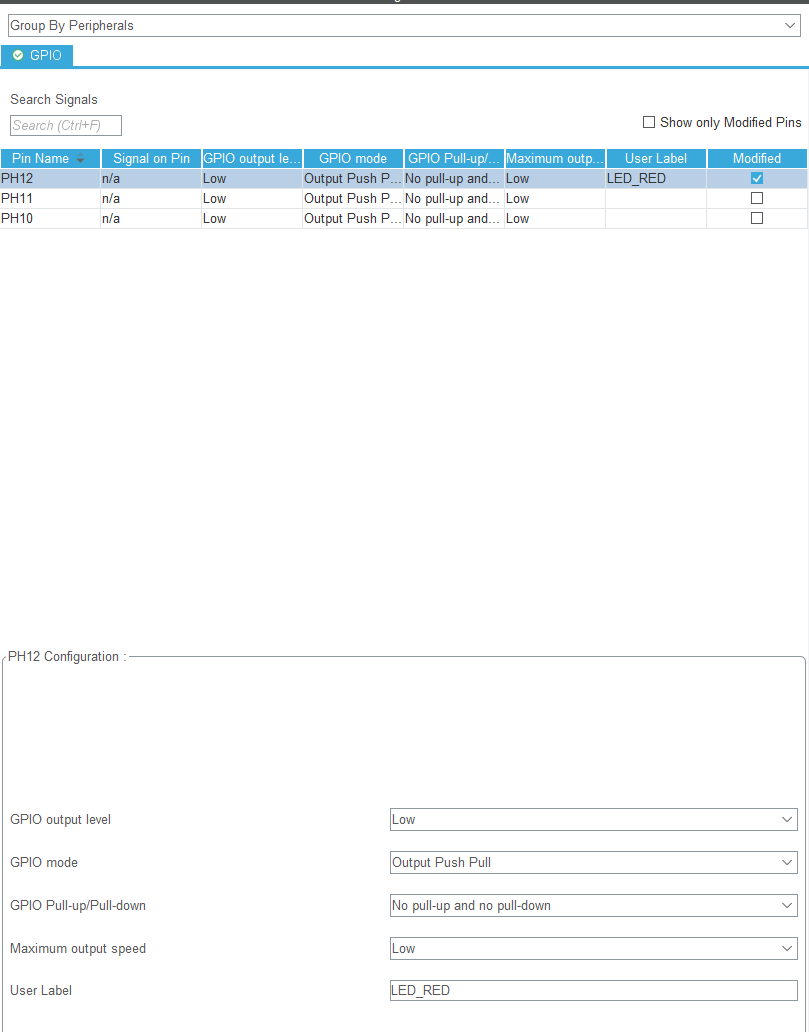 Group By Peripherals
GPIO
Search Signals
Search (Ctrl+F)
Show only Modified Pins
Pin Name Signal on Pin GPIO output le... GPIO mode GPIO Pull-up/... Maximum outp... User Label Modified
PH12 n/a Low Output Push P... No pull-up and... Low LED_RED
PH11 n/a Low Output Push P... No pull-up and... Low
PH10 n/a Low Output Push P... No pull-up and... Low
PH12 Configuration :
GPIO output level Low
GPIO mode Output Push Pull
GPIO Pull-up/Pull-down No pull-up and no pull-down
Maximum output speed Low
User Label LED_RED